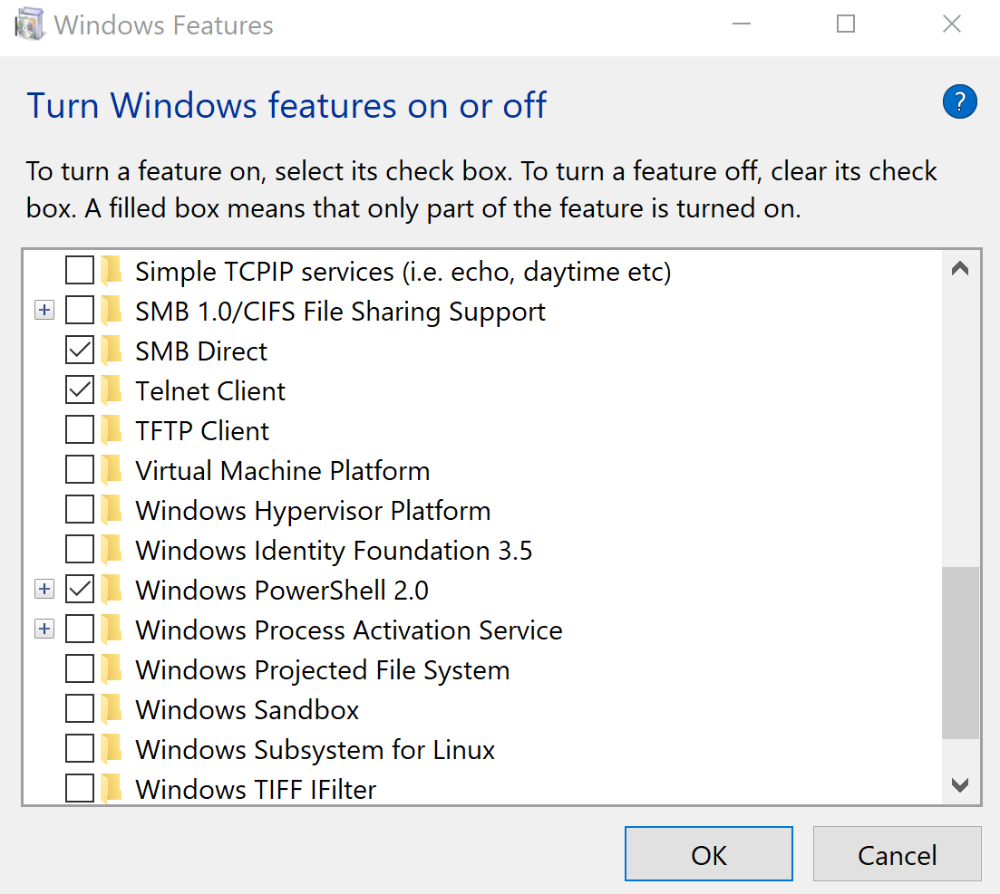 Windows Features
Turn Windows features on or off
?
To turn a feature on, select its check box. To turn a feature off, clear its check
box. A filled box means that only part of the feature is turned on.
Simple TCPIP services (i.e. echo, daytime etc)
SMB 1.0/CIFS File Sharing Support
SMB Direct
Telnet Client
TFTP Client
Virtual Machine Platform
Windows Hypervisor Platform
Windows Identity Foundation 3.5
Windows PowerShell 2.0
Windows Process Activation Service
Windows Projected File System
Windows Sandbox
Windows Subsystem for Linux
Windows TIFF IFilter
OK
Cancel